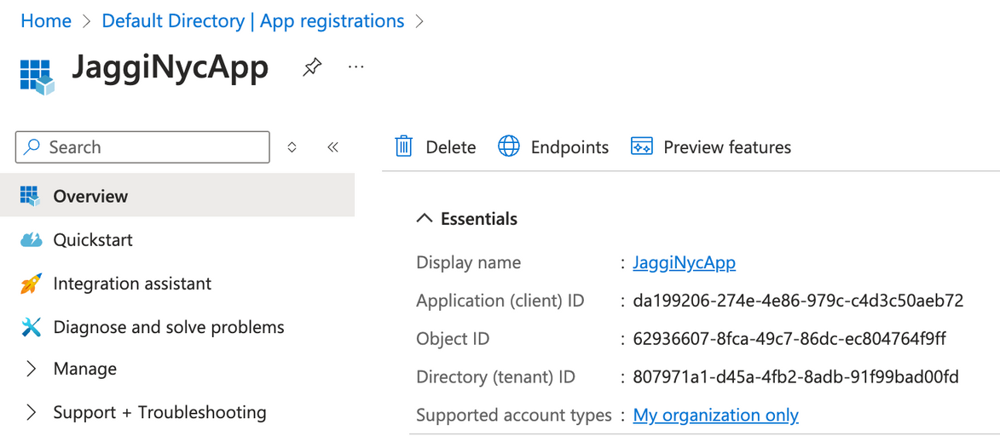 Home > Default Directory | App registrations >
JaggiNycApp ...
Search
Delete Endpoints Preview features
Overview
Quickstart
Integration assistant
Diagnose and solve problems
Manage
Support + Troubleshooting
Essentials
Display name : JaggiNycApp
Application (client) ID : da199206-274e-4e86-979c-c4d3c50aeb72
Object ID : 62936607-8fca-49c7-86dc-ec804764f9ff
Directory (tenant) ID : 807971a1-d45a-4fb2-8adb-91f99bad00fd
Supported account types : My organization only